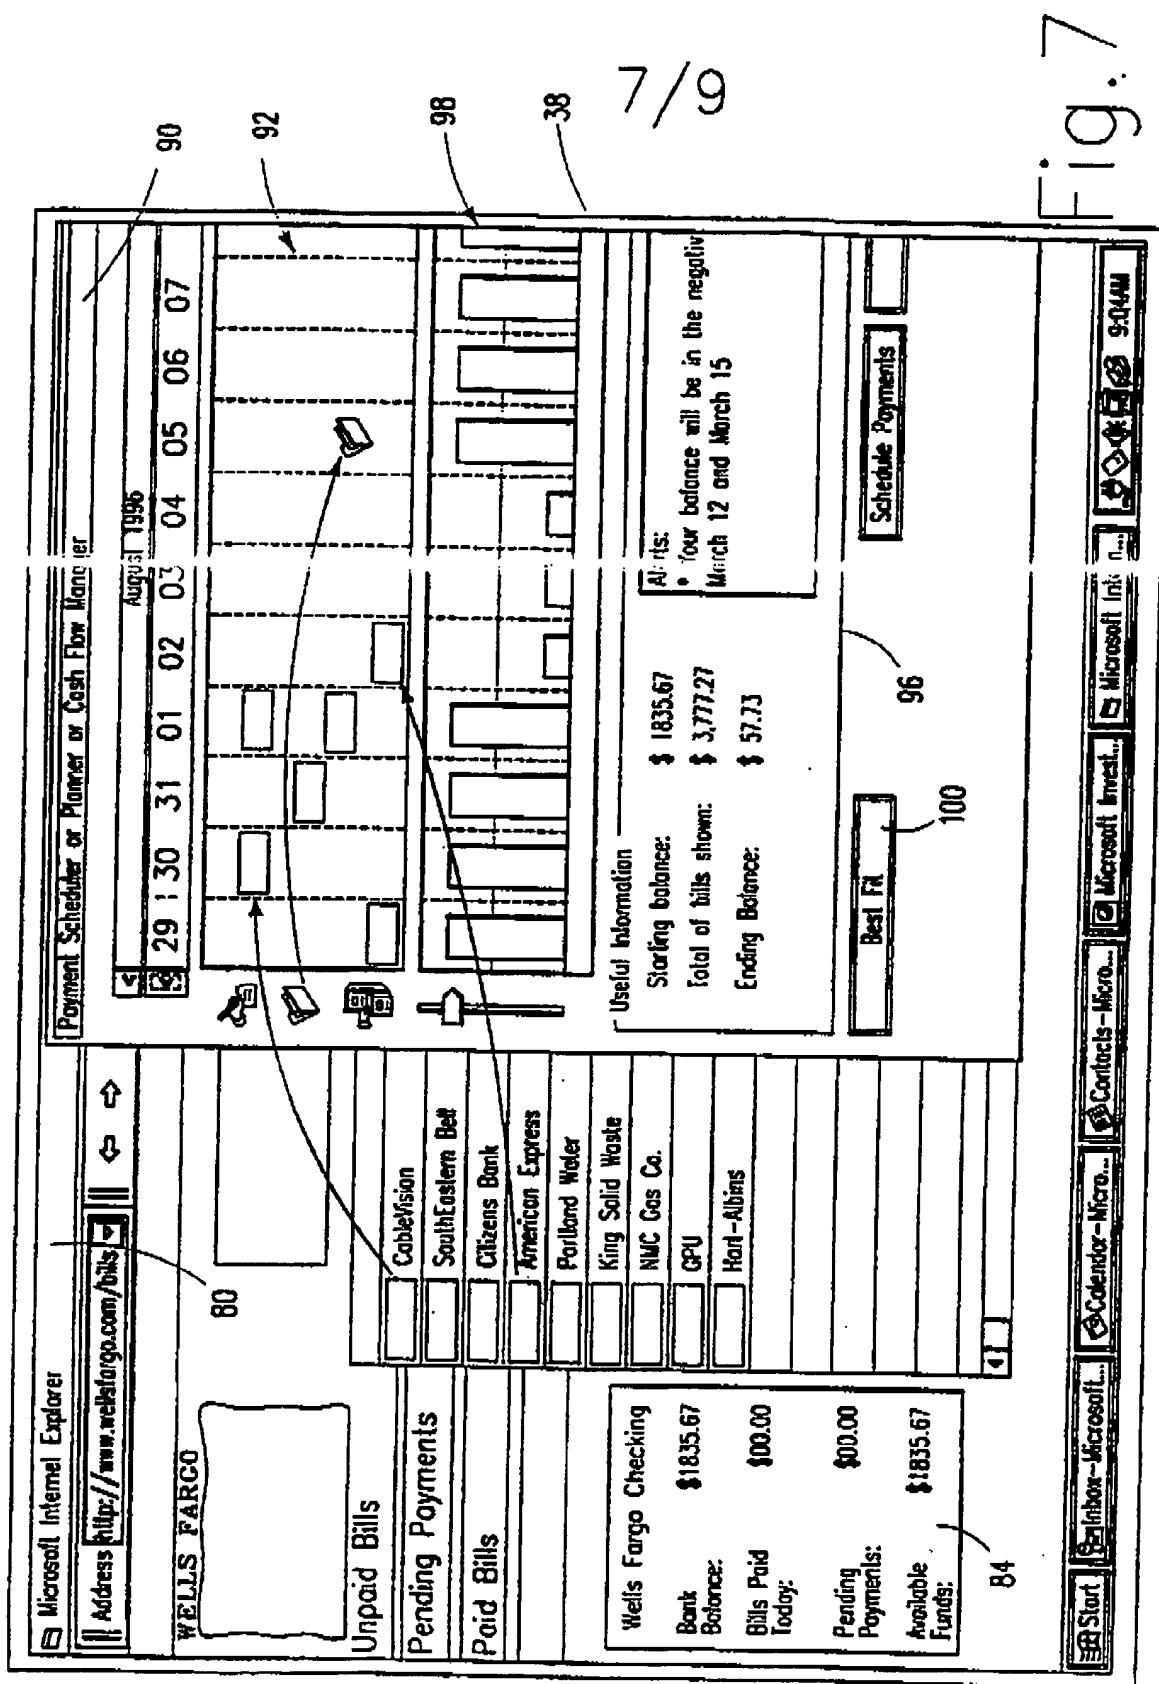 7/9
Fig.7
Microsoft Internet Explorer
80
Address http://www.wellsfargo.com/bills
WELLS FARGO
Unpaid Bills
Pending Payments
Paid Bills
CableVision
SouthEastern Bell
Citizens Bank
American Express
Portland Water
King Solid Waste
NMC Gas Co.
GPU
Hart-Albins
Wells Fargo Checking
Bank Balance: $1835.67
Bills Paid Today: $00.00
Pending Payments: $00.00
Available Funds: $1835.67
84
Payment Scheduler or Planner or Cash Flow Manager
90
August 1996
29 30 31 01 02 03 04 05 06 07
92
98
38
Useful Information
Starting balance: $ 1835.67
Total of bills shown: $ 3,777.27
Ending Balance: $ 57.73
Alerts:
* Your balance will be in the negativ
March 12 and March 15
96
Best Fit
100
Schedule Payments
Start
Inbox-Microsoft...
Calendar-Micro...
Contacts-Micro...
Microsoft Invest...
Microsoft Int n...
9:04AM